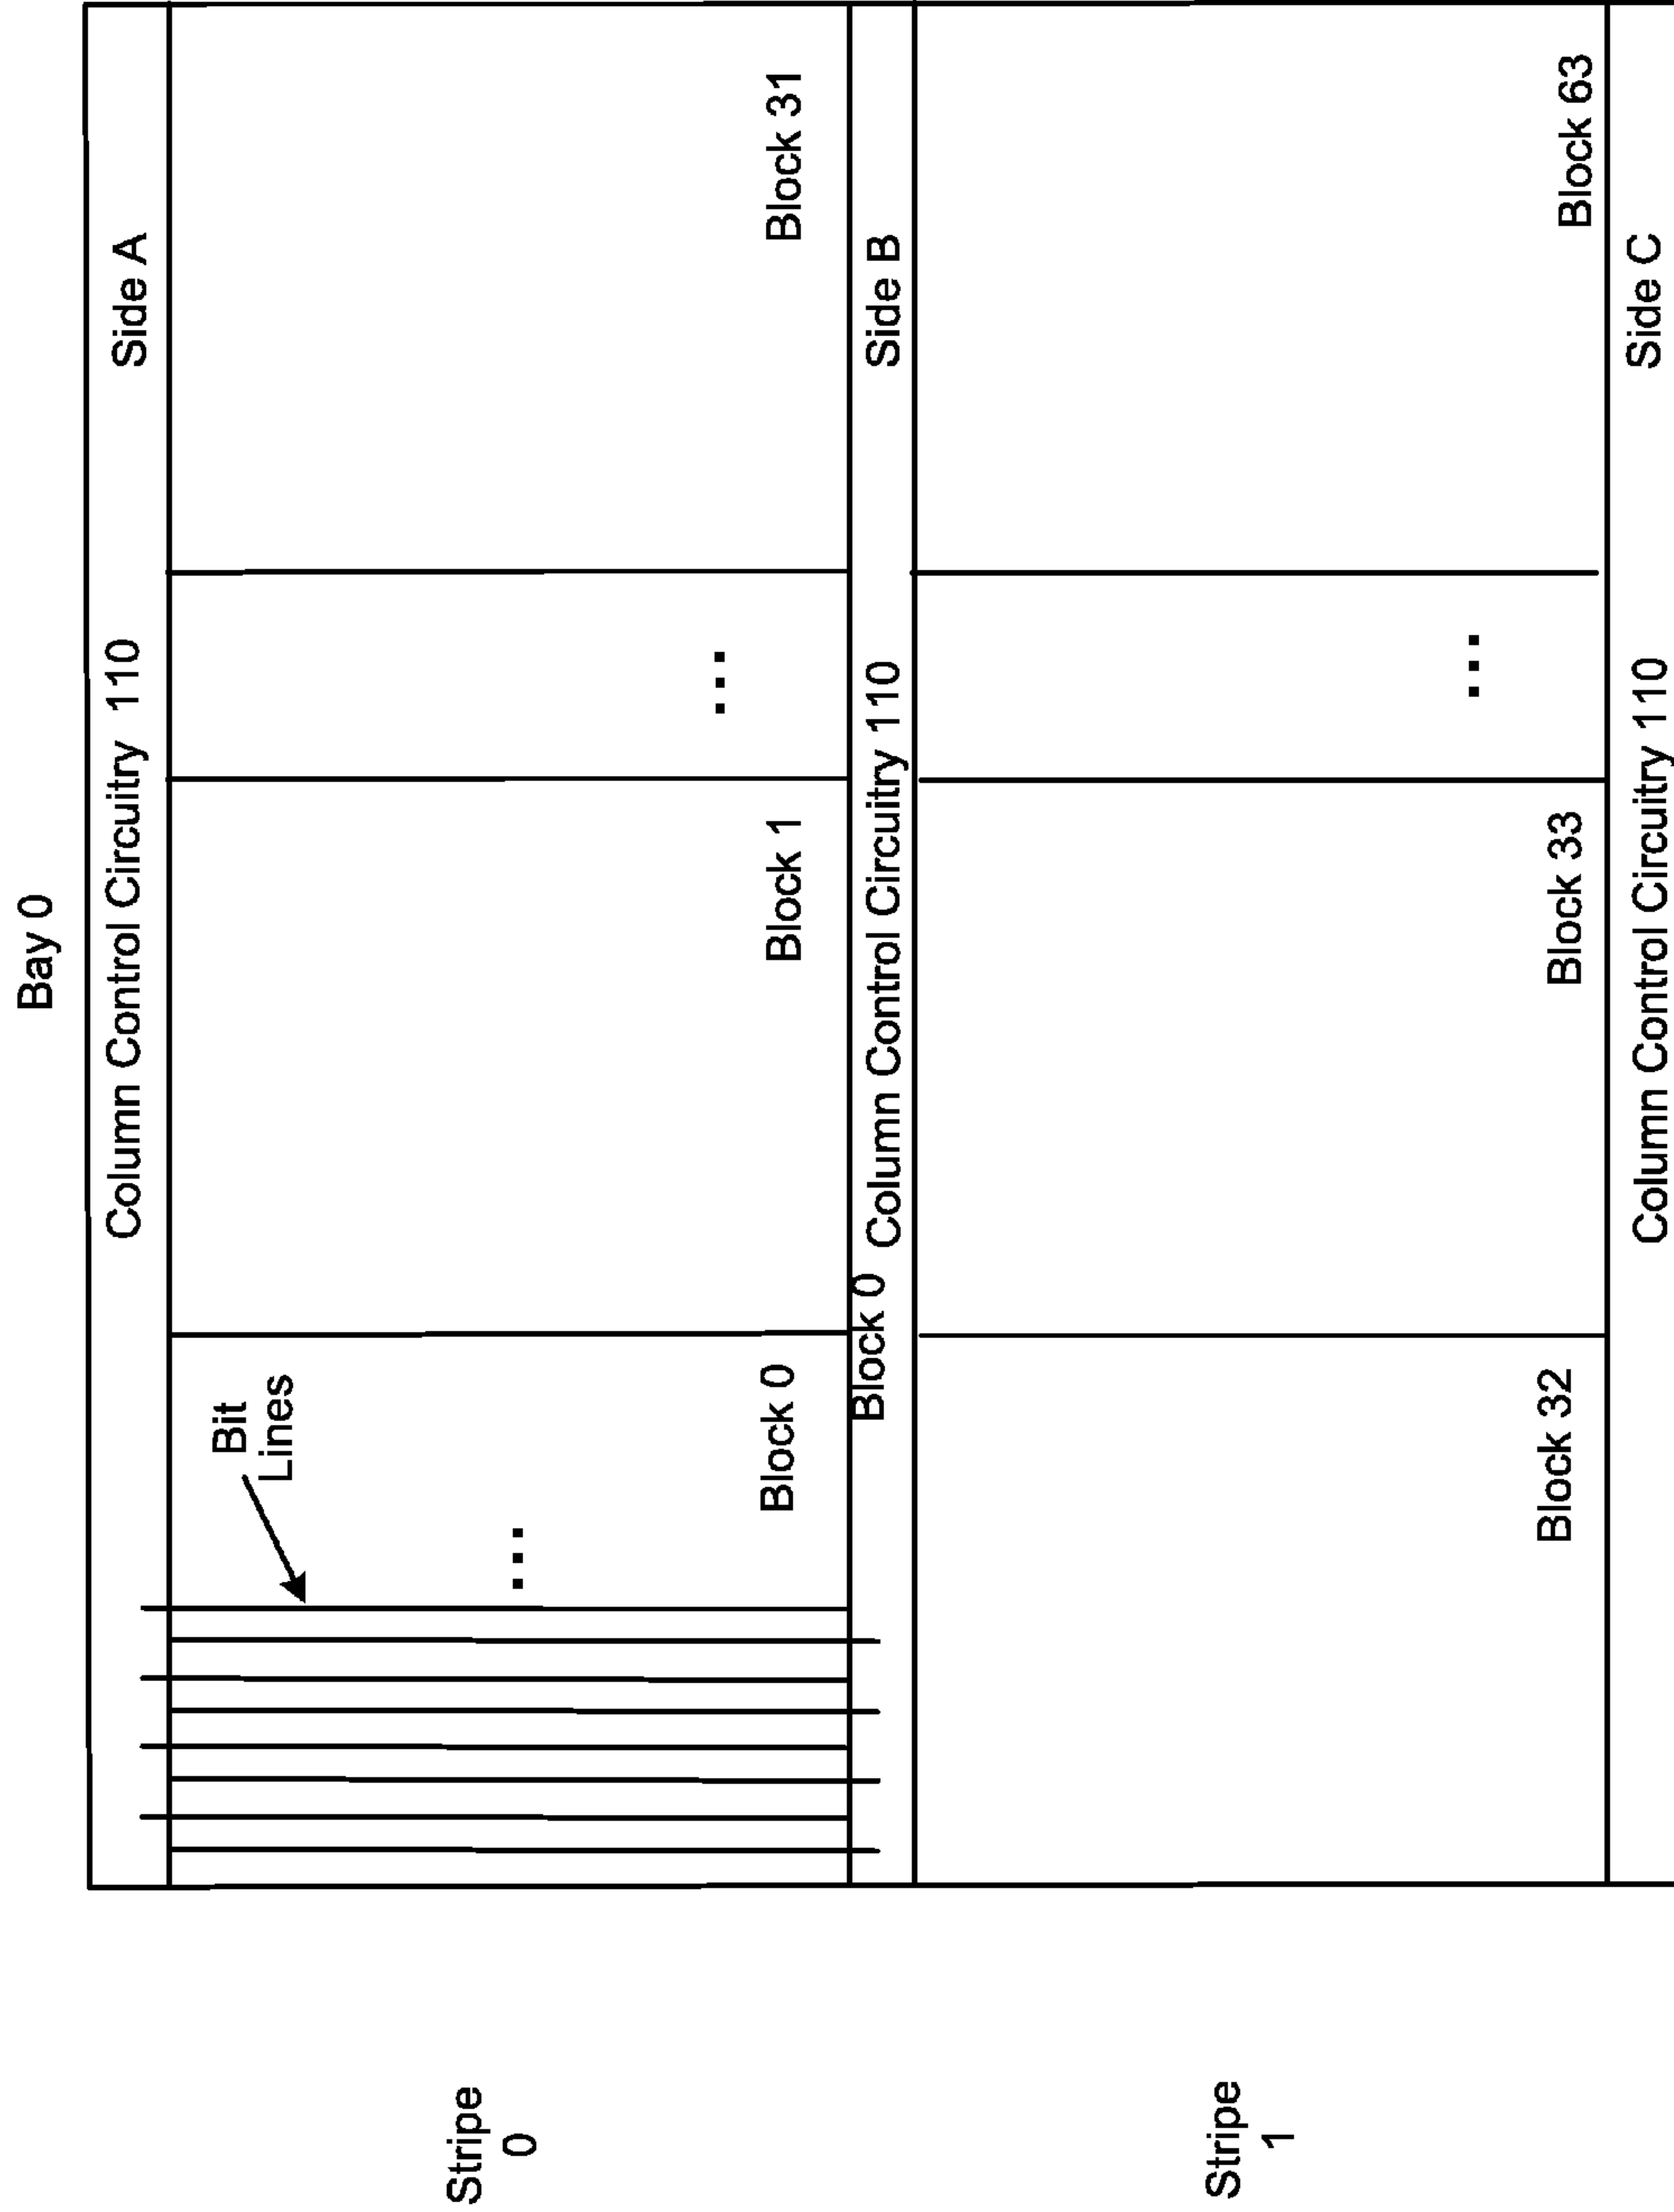 Bay 0
Column Control Circuitry 110 Side A
Bit
Lines
...
...
Stripe
0
Block 0 Block 1 Block 31
Block 0 Column Control Circuitry 110 Side B
...
Stripe
1
Block 32 Block 33 Block 63
Column Control Circuitry 110 Side C